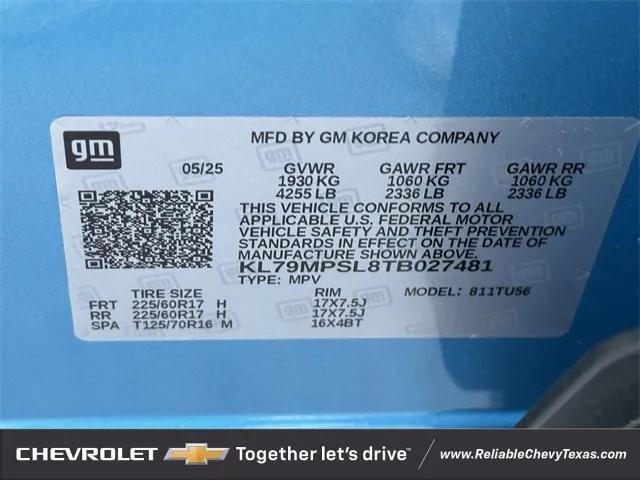 gm
MFD BY GM KOREA COMPANY
05/25 GVWR GAWR FRT GAWR RR
1930 KG 1060 KG 1060 KG
4255 LB 2336 LB 2336 LB
THIS VEHICLE CONFORMS TO ALL
APPLICABLE U.S. FEDERAL MOTOR
VEHICLE SAFETY AND THEFT PREVENTION
STANDARDS IN EFFECT ON THE DATE OF
MANUFACTURE SHOWN ABOVE.
KL79MPSL8TB027481
TYPE: MPV MODEL: 811TU56
TIRE SIZE RIM
FRT 225/60R17 H 17X7.5J
RR 225/60R17 H 17X7.5J
SPA T125/70R16 M 16X4BT
CHEVROLET Together let's drive™ www.ReliableChevyTexas.com